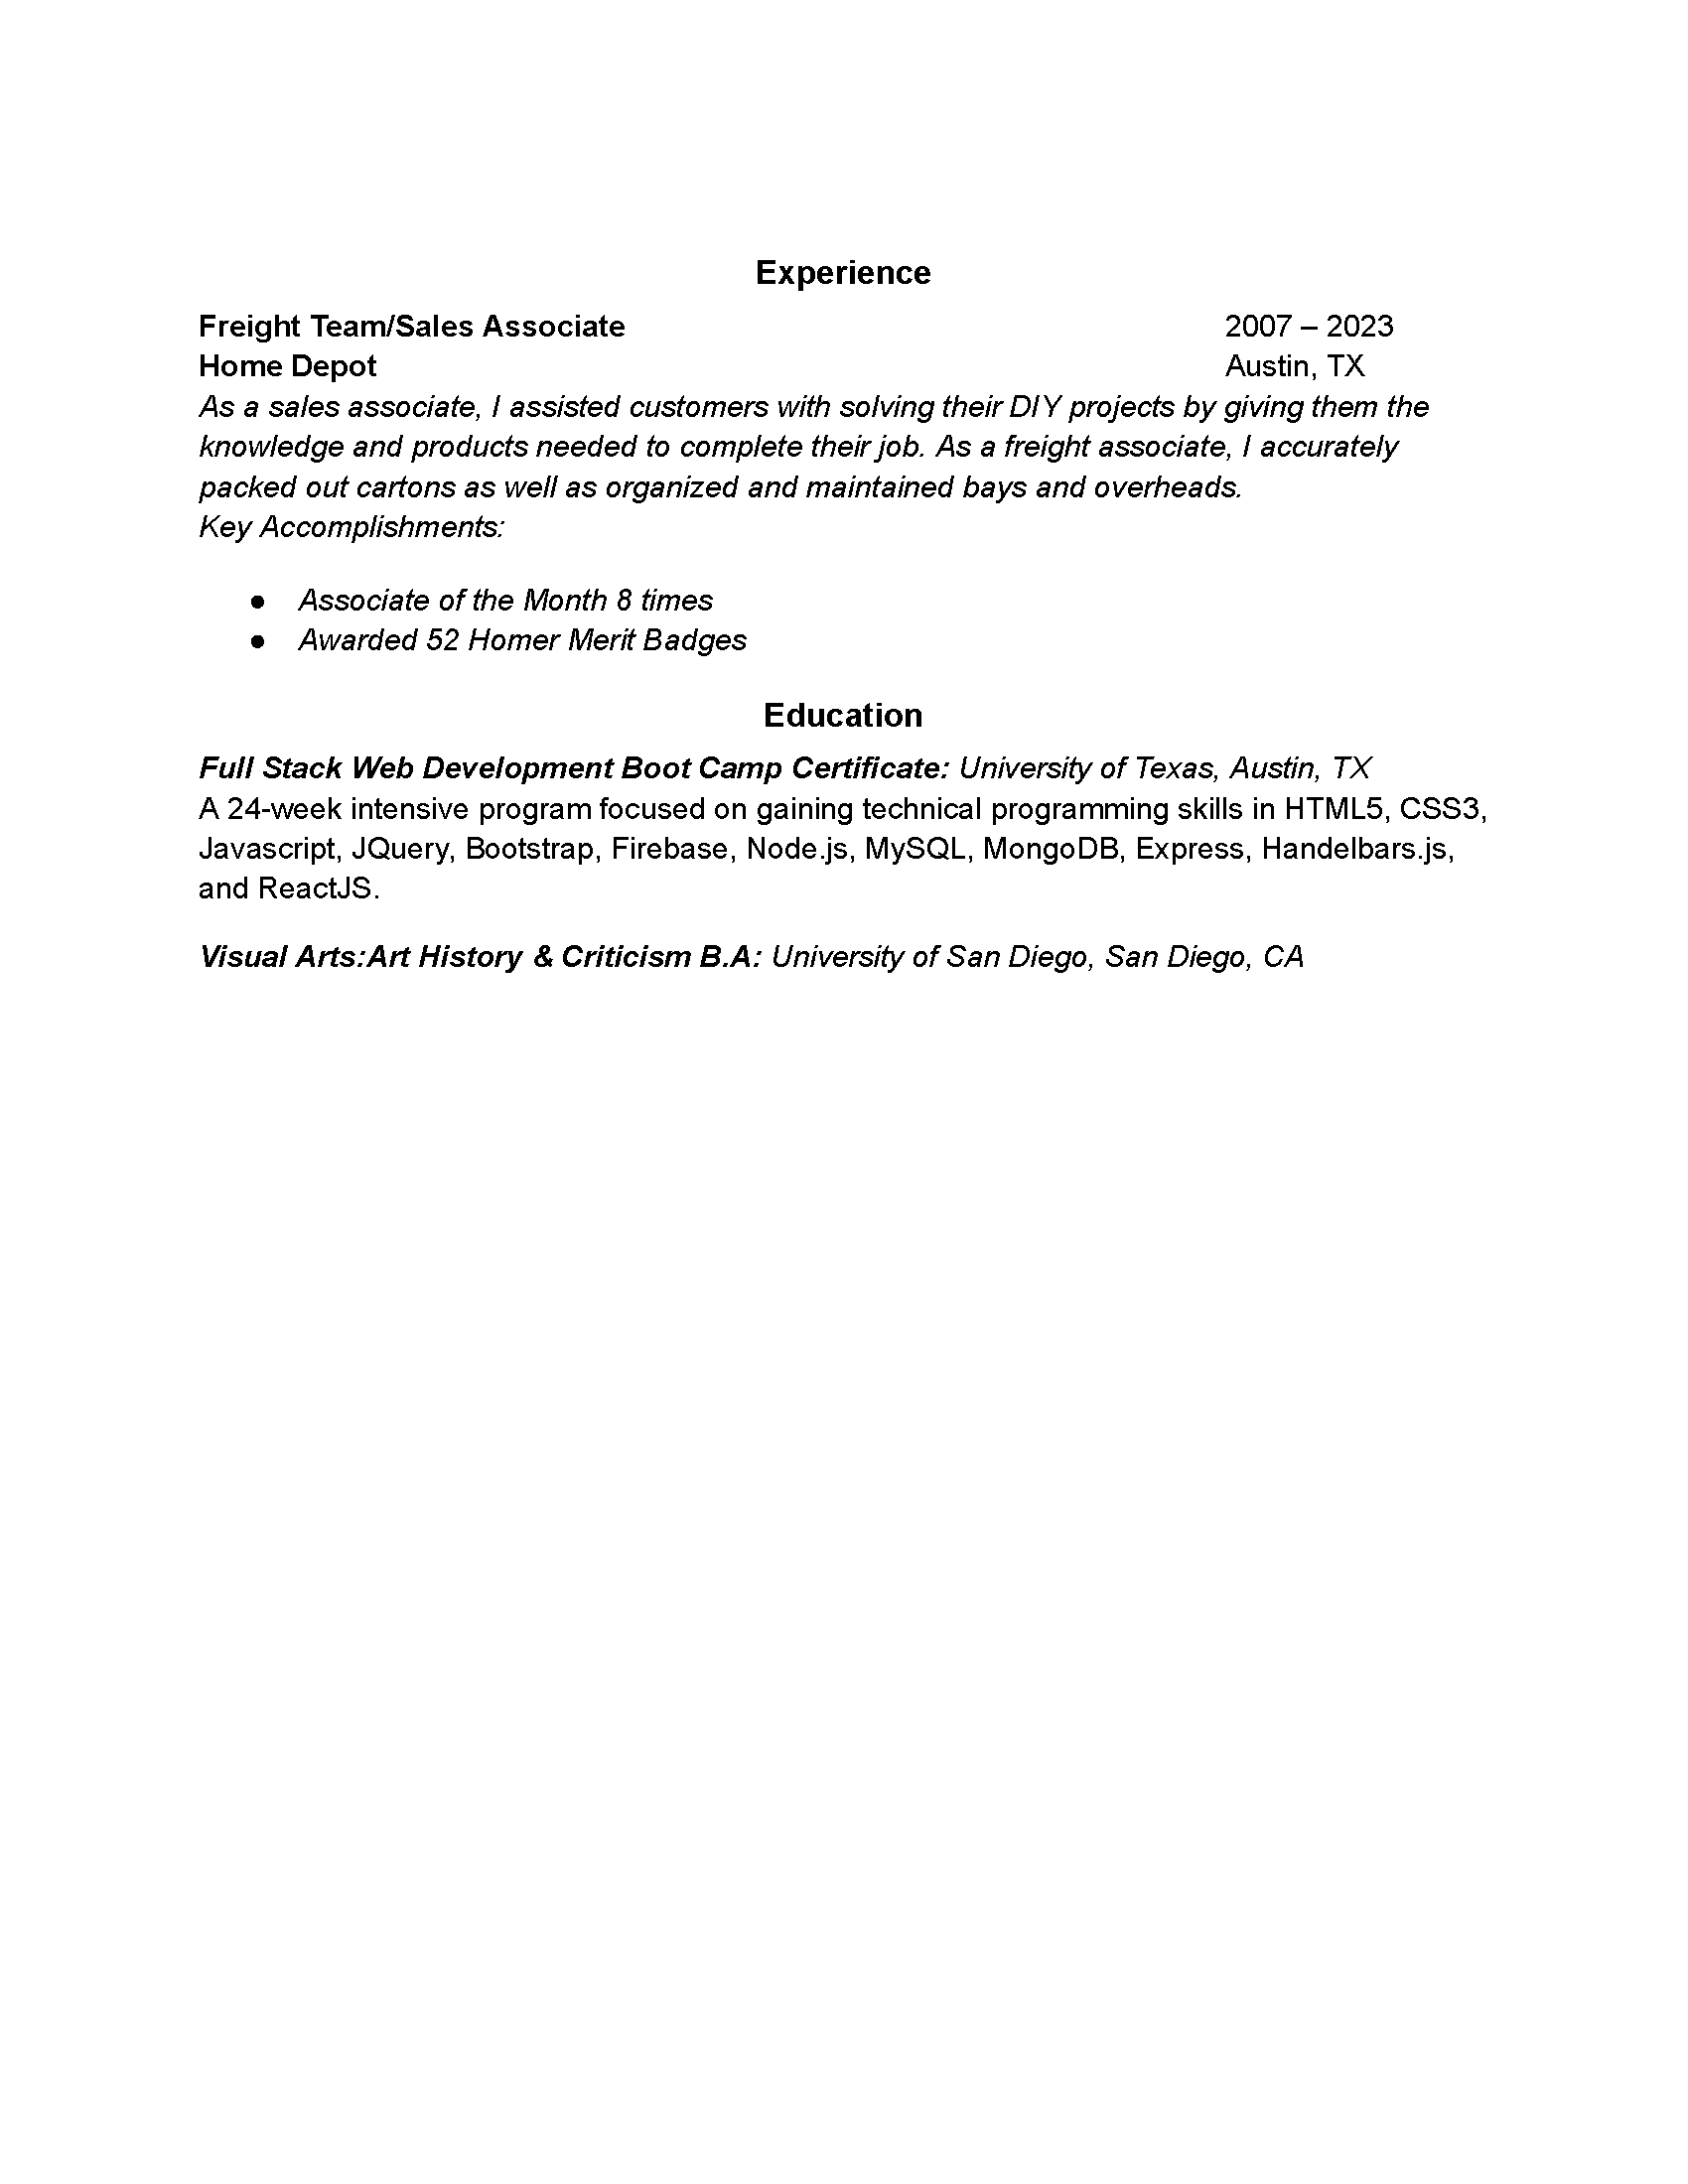 Experience
Freight Team/Sales Associate 2007 – 2023
Home Depot Austin, TX
As a sales associate, I assisted customers with solving their DIY projects by giving them the
knowledge and products needed to complete their job. As a freight associate, I accurately
packed out cartons as well as organized and maintained bays and overheads.
Key Accomplishments:
● Associate of the Month 8 times
● Awarded 52 Homer Merit Badges
Education
Full Stack Web Development Boot Camp Certificate: University of Texas, Austin, TX
A 24-week intensive program focused on gaining technical programming skills in HTML5, CSS3,
Javascript, JQuery, Bootstrap, Firebase, Node.js, MySQL, MongoDB, Express, Handelbars.js,
and ReactJS.
Visual Arts:Art History & Criticism B.A: University of San Diego, San Diego, CA